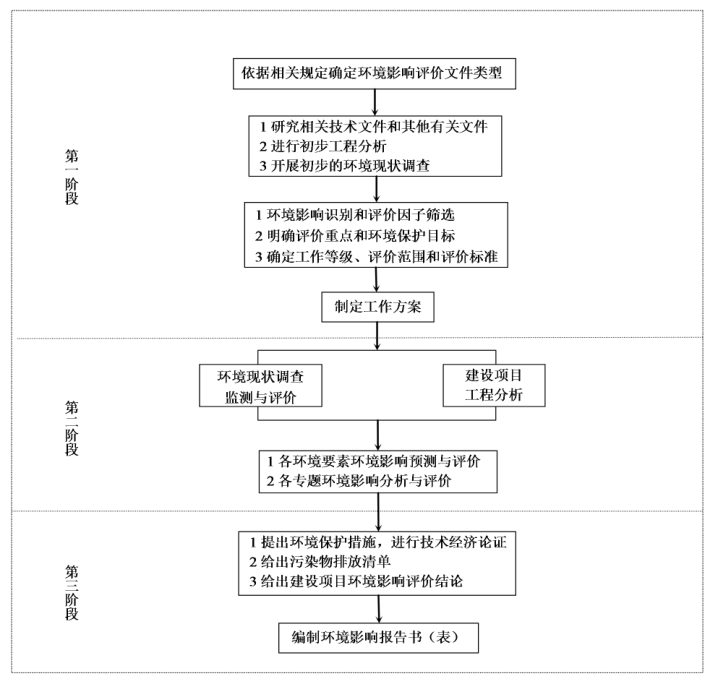 依据相关规定确定环境影响评价文件类型
1 研究相关技术文件和其他有关文件
2 进行初步工程分析
3 开展初步的环境现状调查
第一阶段
1 环境影响识别和评价因子筛选
2 明确评价重点和环境保护目标
3 确定工作等级、评价范围和评价标准
制定工作方案
环境现状调查
监测与评价
建设项目
工程分析
第二阶段
1 各环境要素环境影响预测与评价
2 各专题环境影响分析与评价
1 提出环境保护措施，进行技术经济论证
2 给出污染物排放清单
3 给出建设项目环境影响评价结论
第三阶段
编制环境影响报告书（表）